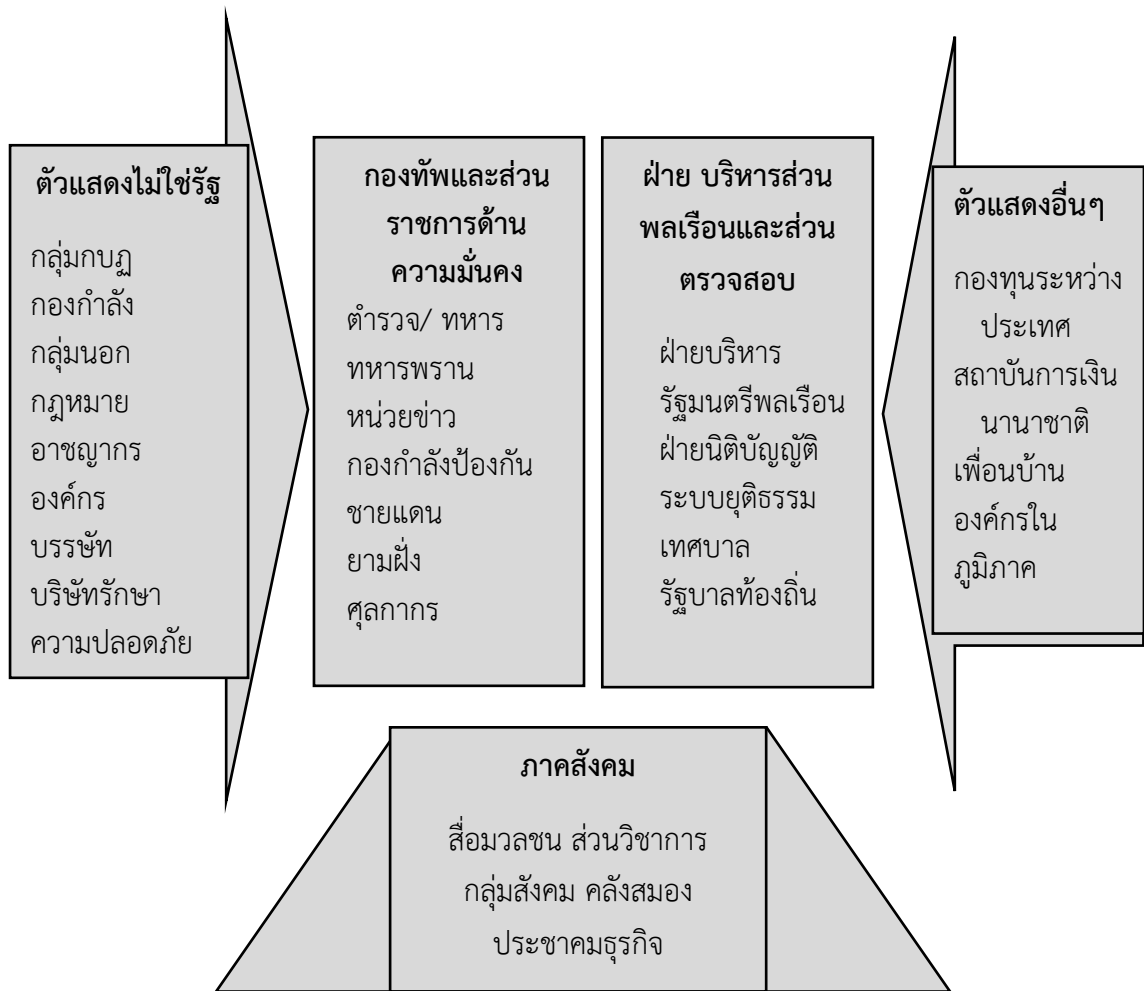 ตัวแสดงไม่ใช่รัฐ
กลุ่มกบฏ
กองกำลัง
กลุ่มนอก
กฎหมาย
อาชญากร
องค์กร
บรรษัท
บริษัทรักษา
ความปลอดภัย
กองทัพและส่วน
ราชการด้าน
ความมั่นคง
ตำรวจ/ ทหาร
ทหารพราน
หน่วยข่าว
กองกำลังป้องกัน
ชายแดน
ยามฝั่ง
ศุลกากร
ฝ่าย บริหารส่วน
พลเรือนและส่วน
ตรวจสอบ
ฝ่ายบริหาร
รัฐมนตรีพลเรือน
ฝ่ายนิติบัญญัติ
ระบบยุติธรรม
เทศบาล
รัฐบาลท้องถิ่น
ตัวแสดงอื่นๆ
กองทุนระหว่าง
ประเทศ
สถาบันการเงิน
นานาชาติ
เพื่อนบ้าน
องค์กรใน
ภูมิภาค
ภาคสังคม
สื่อมวลชน ส่วนวิชาการ
กลุ่มสังคม คลังสมอง
ประชาคมธุรกิจ